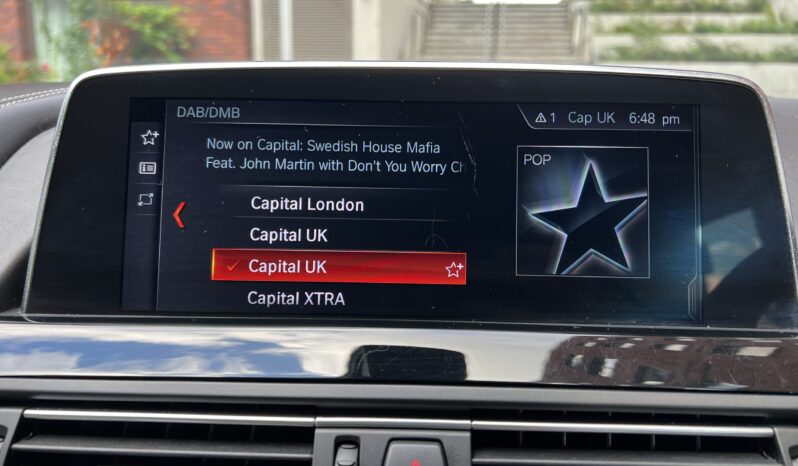 DAB/DMB
1 Cap UK 6:48 pm
Now on Capital: Swedish House Mafia
Feat. John Martin with Don't You Worry Ch
POP
Capital London
Capital UK
Capital UK
Capital XTRA